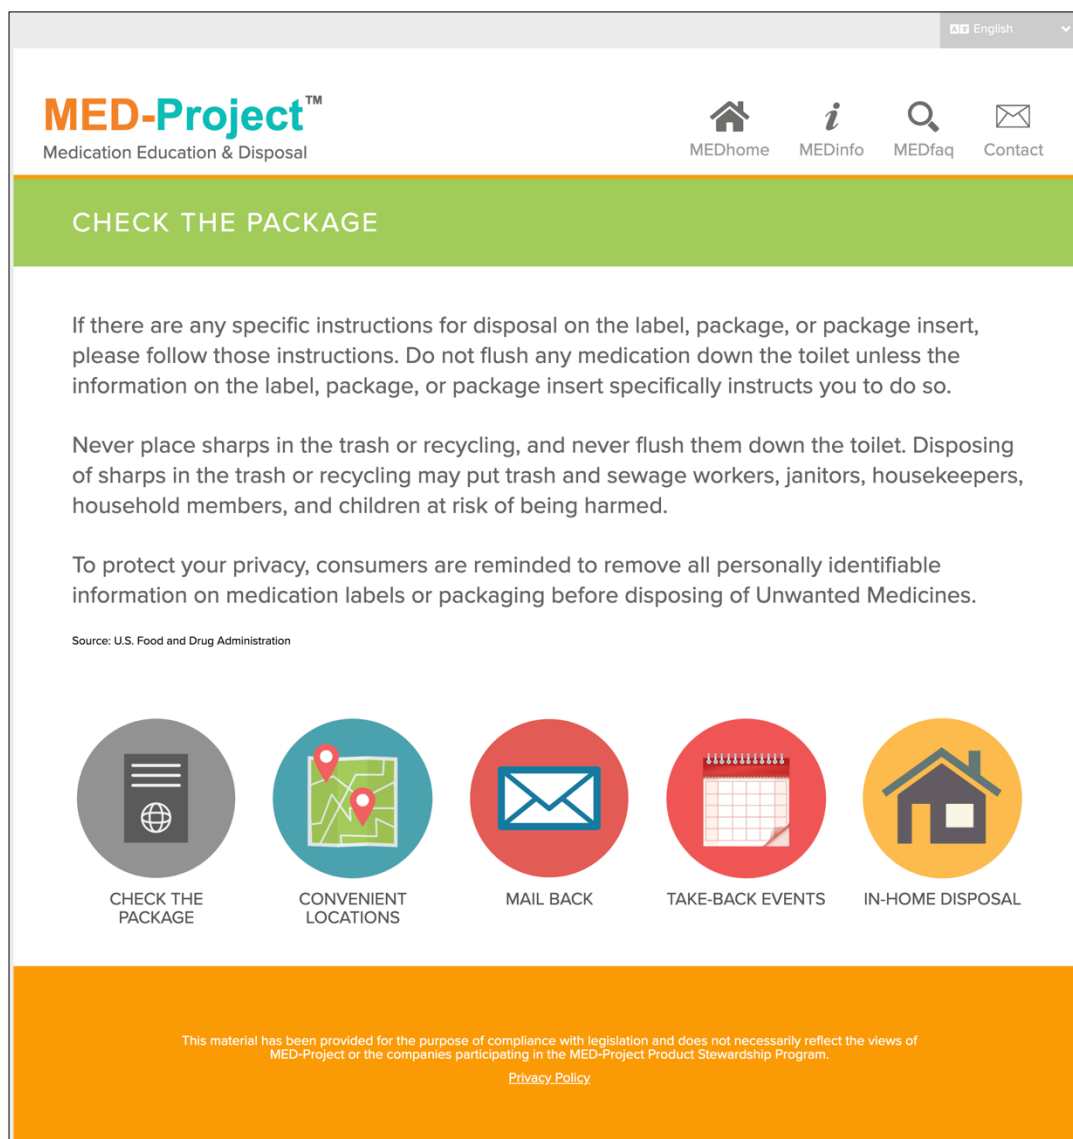 English
MED-Project™
Medication Education & Disposal
MEDhome MEDinfo MEDfaq Contact
CHECK THE PACKAGE
If there are any specific instructions for disposal on the label, package, or package insert,
please follow those instructions. Do not flush any medication down the toilet unless the
information on the label, package, or package insert specifically instructs you to do so.
Never place sharps in the trash or recycling, and never flush them down the toilet. Disposing
of sharps in the trash or recycling may put trash and sewage workers, janitors, housekeepers,
household members, and children at risk of being harmed.
To protect your privacy, consumers are reminded to remove all personally identifiable
information on medication labels or packaging before disposing of Unwanted Medicines.
Source: U.S. Food and Drug Administration
CHECK THE
PACKAGE
CONVENIENT
LOCATIONS
MAIL BACK
TAKE-BACK EVENTS
IN-HOME DISPOSAL
This material has been provided for the purpose of compliance with legislation and does not necessarily reflect the views of
MED-Project or the companies participating in the MED-Project Product Stewardship Program.
Privacy Policy